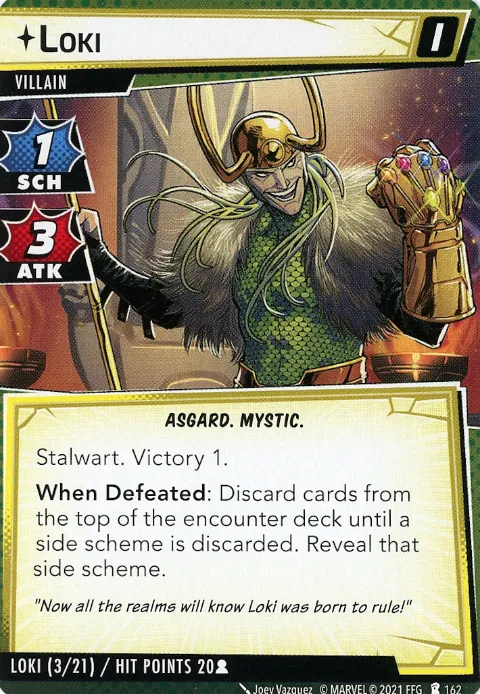 Loki
I
VILLAIN
1
SCH
3
ATK
ASGARD. MYSTIC.
Stalwart. Victory 1.
When Defeated: Discard cards from
the top of the encounter deck until a
side scheme is discarded. Reveal that
side scheme.
"Now all the realms will know Loki was born to rule!"
LOKI (3/21) / HIT POINTS 20
Joey Vazquez © MARVEL © 2021 FFG 162